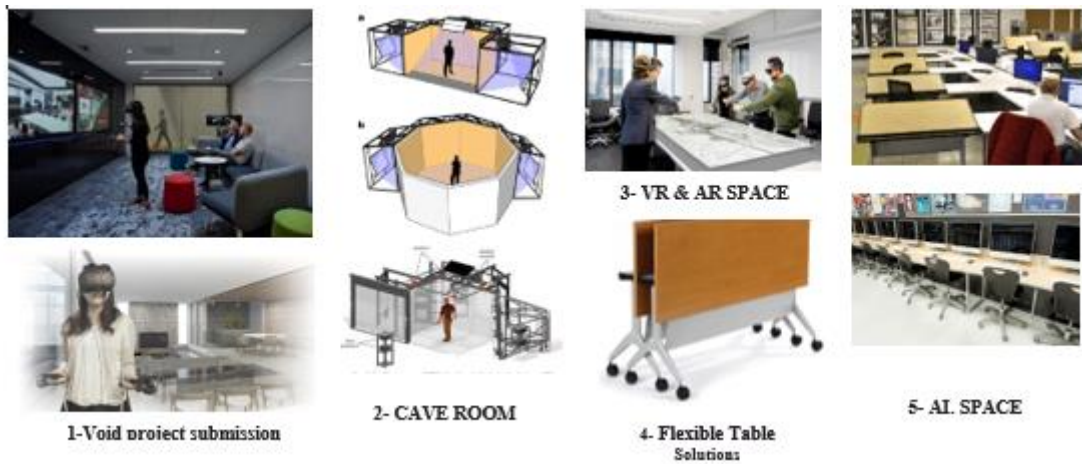 a
b
3- VR & AR SPACE
1-Void project submission
2- CAVE ROOM
4- Flexible Table
Solutions
5- AI. SPACE